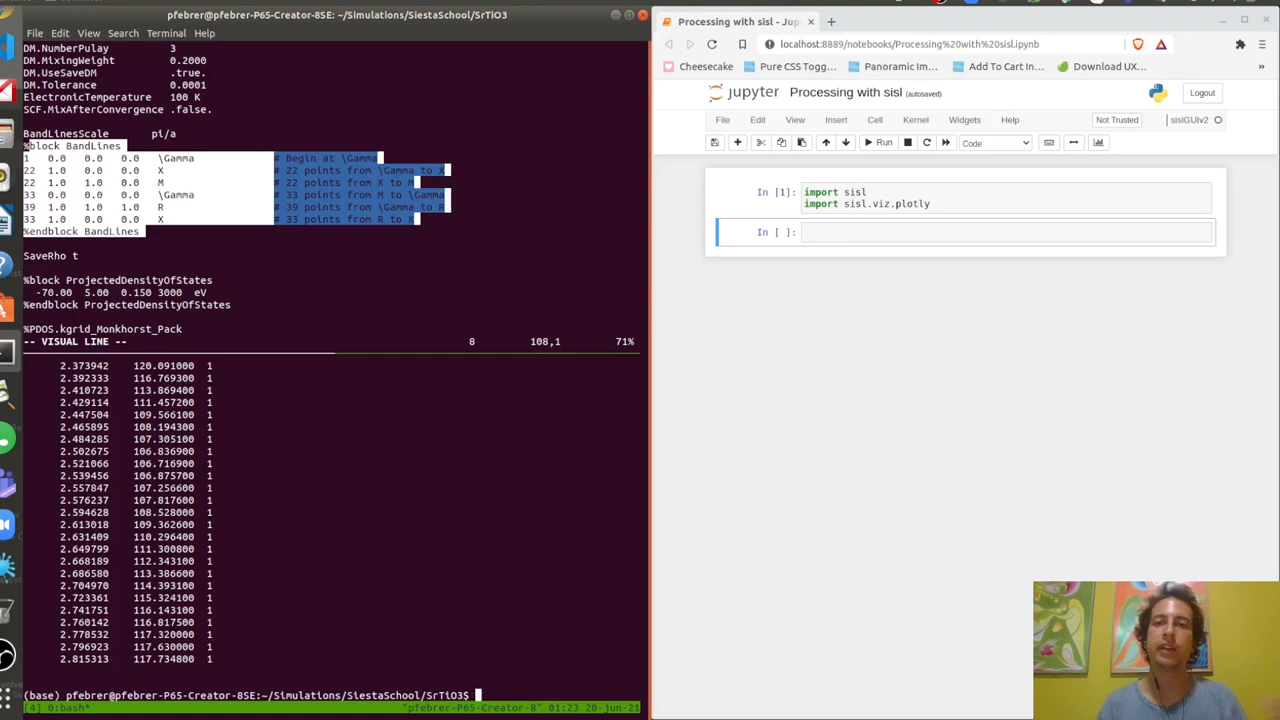 pfebrer@pfebrer-P65-Creator-8SE: ~/Simulations/SiestaSchool/SrTiO3
File Edit View Search Terminal Help
DM.NumberPulay 3
DM.MixingWeight 0.2000
DM.UseSaveDM .true.
DM.Tolerance 0.0001
ElectronicTemperature 100 K
SCF.MixAfterConvergence .false.
BandLinesScale pi/a
%block BandLines
1 0.0 0.0 0.0 \Gamma # Begin at \Gamma
22 1.0 0.0 0.0 X # 22 points from \Gamma to X
22 1.0 1.0 0.0 M # 22 points from X to M
33 0.0 0.0 0.0 \Gamma # 33 points from M to \Gamma
39 1.0 1.0 1.0 R # 39 points from \Gamma to R
33 1.0 0.0 0.0 X # 33 points from R to X
%endblock BandLines
SaveRho t
%block ProjectedDensityOfStates
-70.00 5.00 0.150 3000 eV
%endblock ProjectedDensityOfStates
%PDOS.kgrid_Monkhorst_Pack
-- VISUAL LINE -- 8 108,1 71%
2.373942 120.091000 1
2.392333 116.769300 1
2.410723 113.869400 1
2.429114 111.457200 1
2.447504 109.566100 1
2.465895 108.194300 1
2.484285 107.305100 1
2.502675 106.836900 1
2.521066 106.716900 1
2.539456 106.875700 1
2.557847 107.256600 1
2.576237 107.817600 1
2.594628 108.528000 1
2.613018 109.362600 1
2.631409 110.296400 1
2.649799 111.300800 1
2.668189 112.343100 1
2.686580 113.386600 1
2.704970 114.393100 1
2.723361 115.324100 1
2.741751 116.143100 1
2.760142 116.817500 1
2.778532 117.320000 1
2.796923 117.630000 1
2.815313 117.734800 1
(base) pfebrer@pfebrer-P65-Creator-8SE:~/Simulations/SiestaSchool/SrTiO3$
[4] 0:bash* "pfebrer-P65-Creator-8" 01:23 20-jun-21
Processing with sisl - Jupy
localhost:8889/notebooks/Processing%20with%20sisl.ipynb
Cheesecake Pure CSS Togg... Panoramic Im... Add To Cart In... Download UX... »
jupyter Processing with sisl (autosaved) Logout
File Edit View Insert Cell Kernel Widgets Help Not Trusted sislGUIv2
Run Code
In [1]: import sisl
import sisl.viz.plotly
In [ ]: